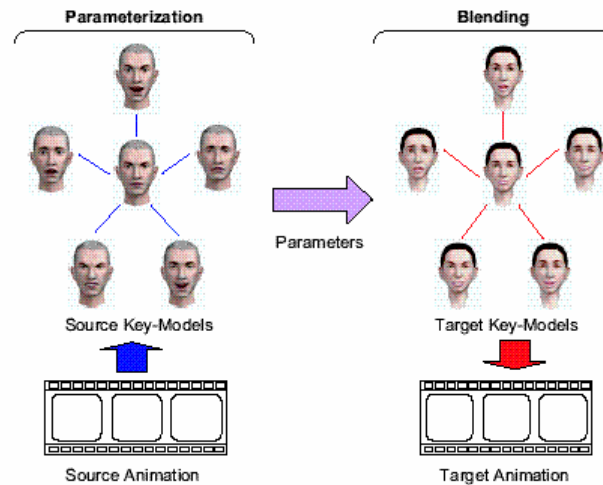 Parameterization
Blending
Parameters
Source Key-Models
Target Key-Models
Source Animation
Target Animation